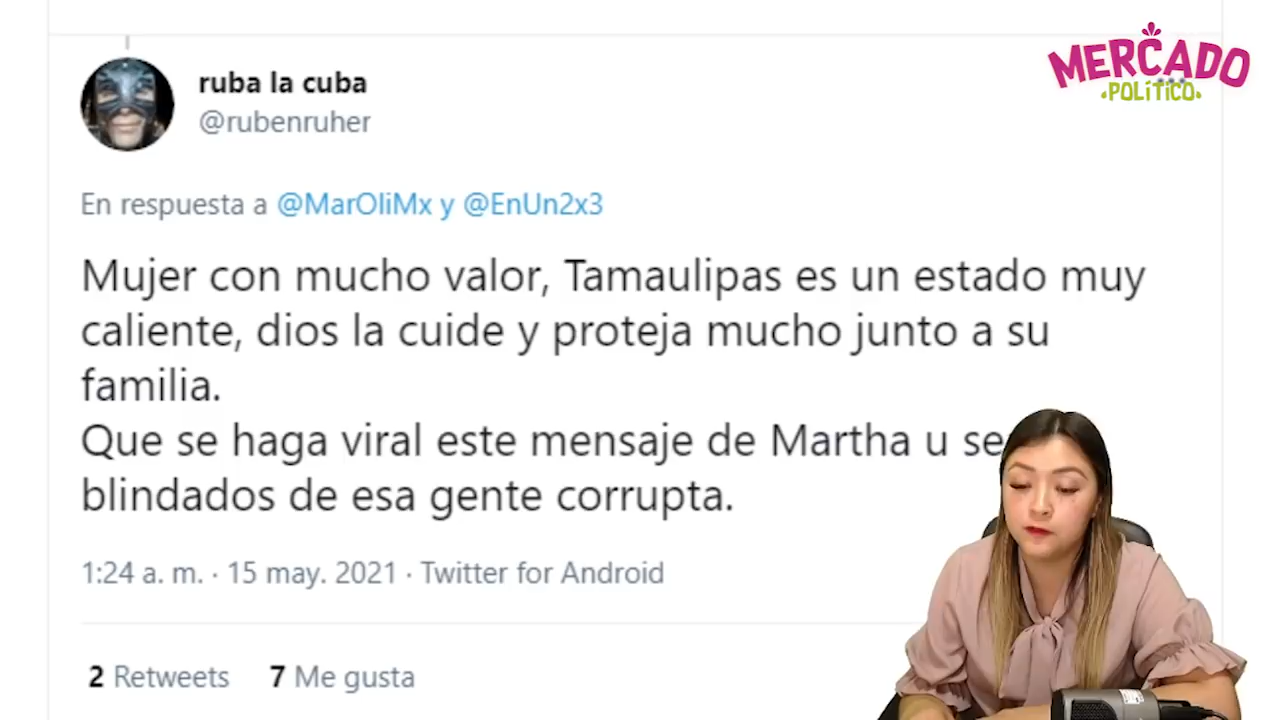 MERCADO
POLÍTICO
ruba la cuba
@rubenruher
En respuesta a @MarOliMx y @EnUn2x3
Mujer con mucho valor, Tamaulipas es un estado muy
caliente, dios la cuide y proteja mucho junto a su
familia.
Que se haga viral este mensaje de Martha u se
blindados de esa gente corrupta.
1:24 a. m. · 15 may. 2021 · Twitter for Android
2 Retweets 7 Me gusta